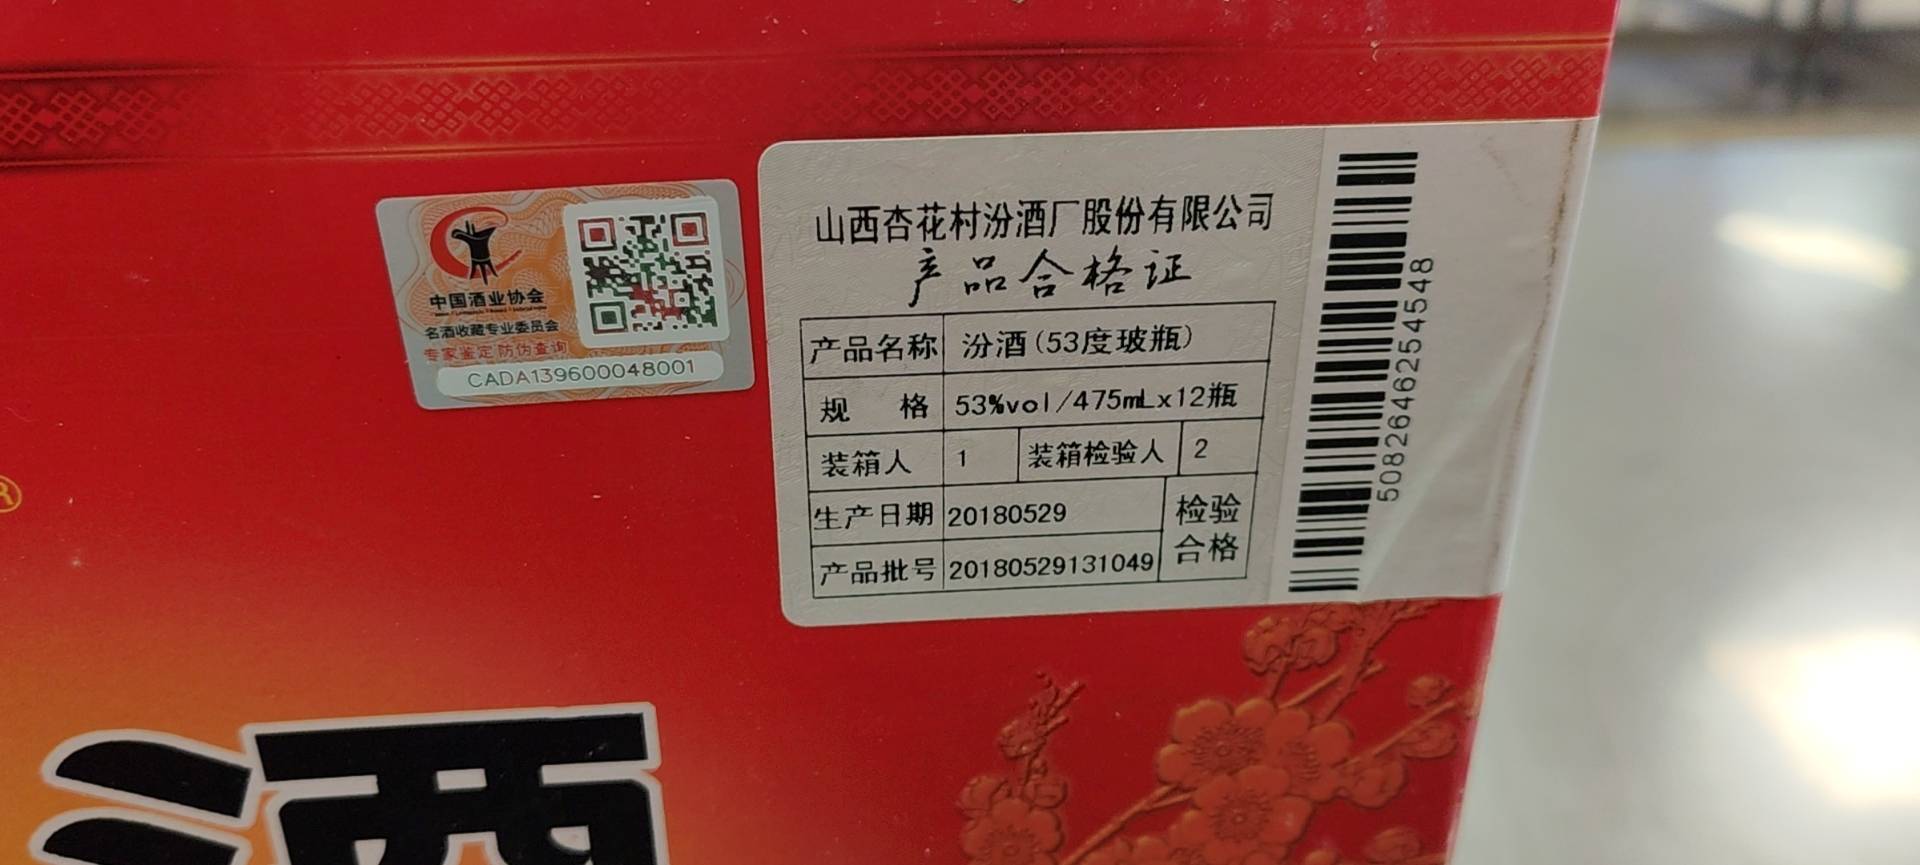 中国酒业协会
名酒收藏专业委员会
专家鉴定 防伪查询
CADA139600048001
山西杏花村汾酒厂股份有限公司
产品合格证
产品名称 汾酒(53度玻瓶)
规 格 53%vol/475mLx12瓶
装箱人 1 装箱检验人 2
生产日期 20180529 检验
产品批号 20180529131049 合格
5082646254548
®
酒